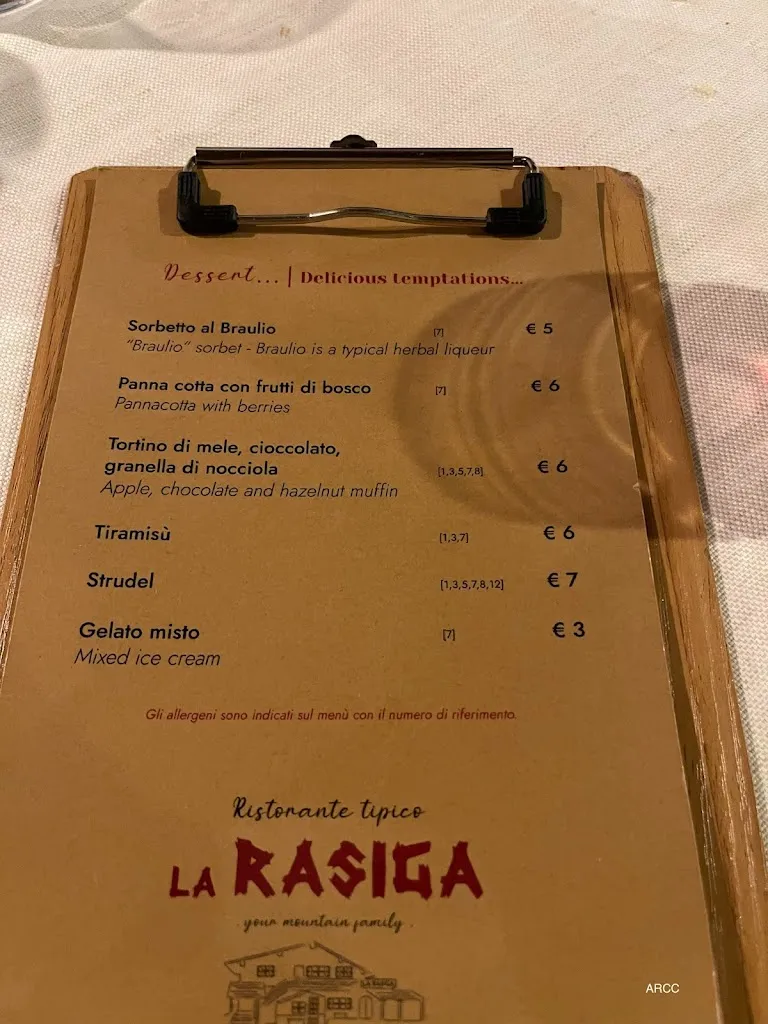 Dessert... | Delicious temptations...
Sorbetto al Braulio [7] € 5
"Braulio" sorbet - Braulio is a typical herbal liqueur
Panna cotta con frutti di bosco [7] € 6
Pannacotta with berries
Tortino di mele, cioccolato,
granella di nocciola [1,3,5,7,8] € 6
Apple, chocolate and hazelnut muffin
Tiramisù [1,3,7] € 6
Strudel [1,3,5,7,8,12] € 7
Gelato misto [7] € 3
Mixed ice cream
Gli allergeni sono indicati sul menù con il numero di riferimento.
Ristorante tipico
LA RASIGA
. your mountain family .
LA RASIGA
ARCC